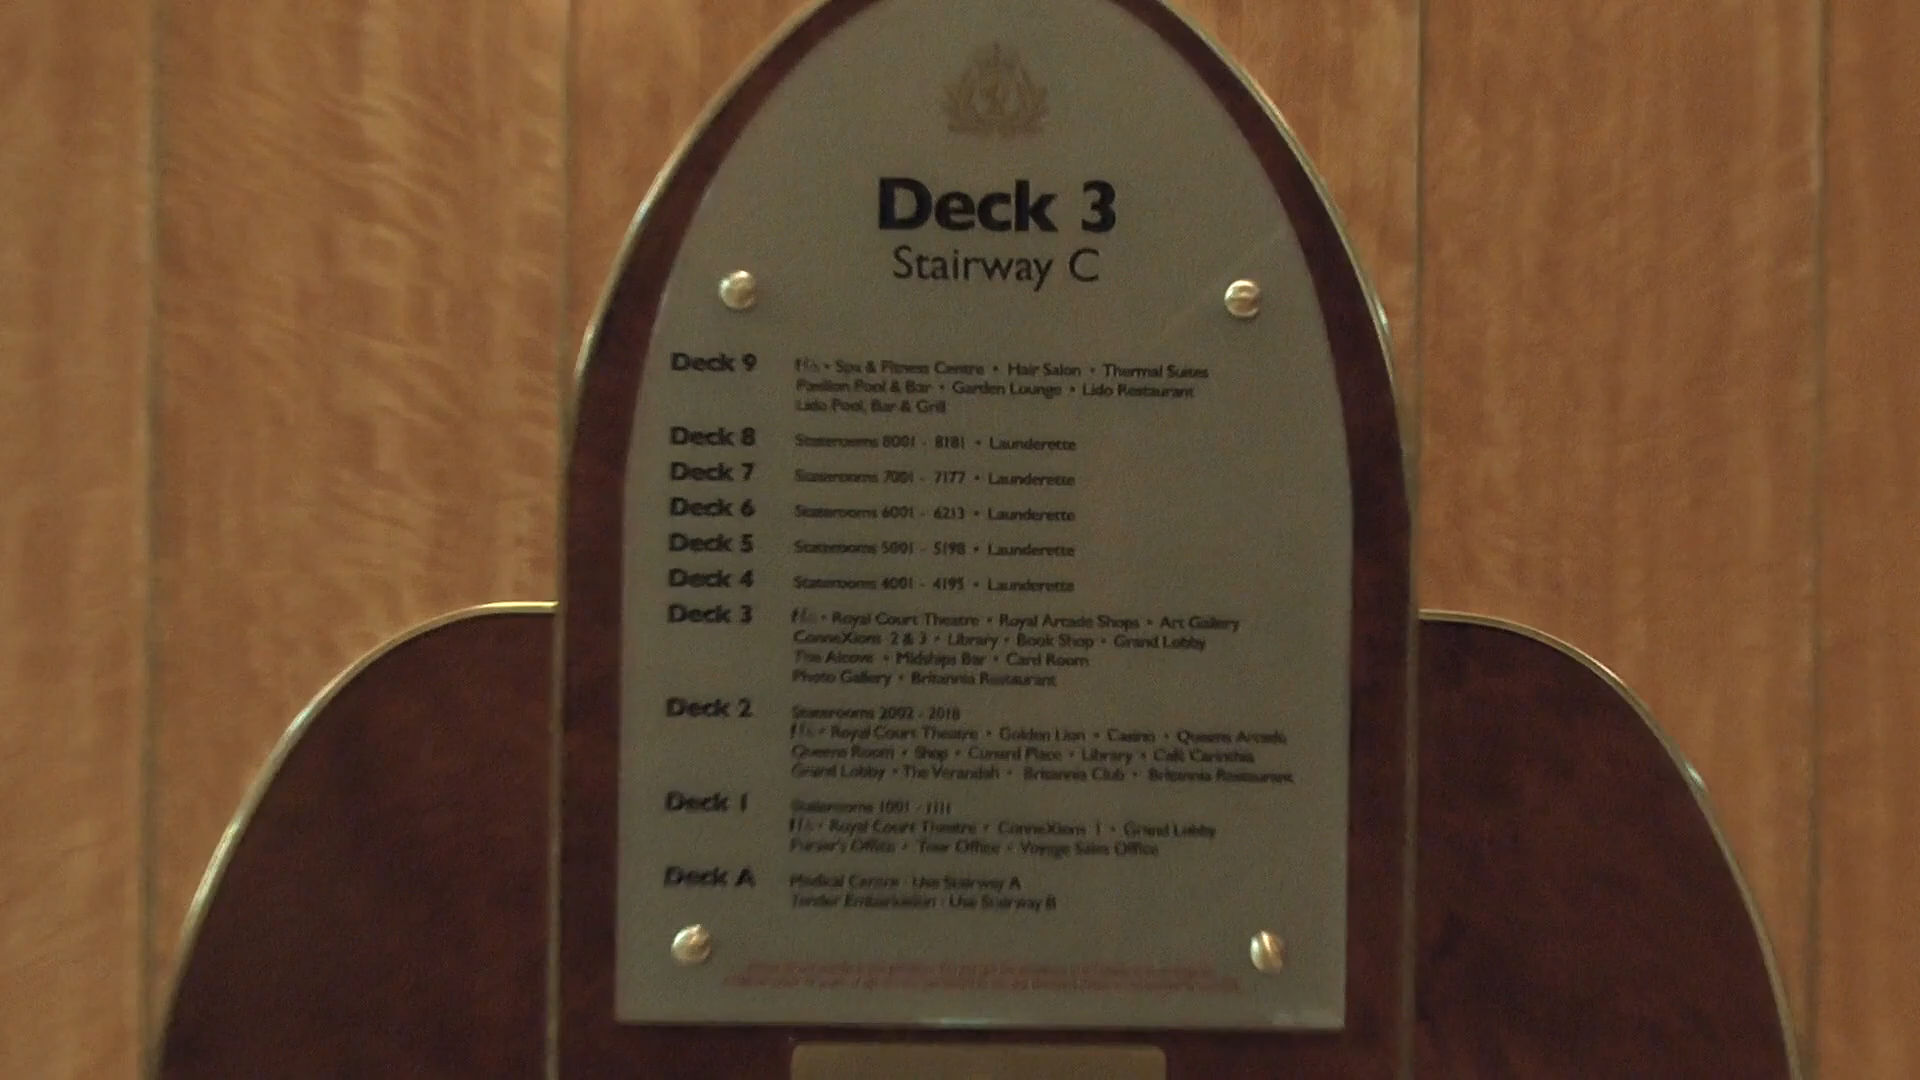 Deck 3
Stairway C
Deck 9 • Spa & Fitness Centre • Hair Salon • Thermal Suites
Pavilion Pool & Bar • Garden Lounge • Lido Restaurant
Lido Pool, Bar & Grill
Deck 8 Staterooms 8001 - 8181 • Launderette
Deck 7 Staterooms 7001 - 7177 • Launderette
Deck 6 Staterooms 6001 - 6213 • Launderette
Deck 5 Staterooms 5001 - 5198 • Launderette
Deck 4 Staterooms 4001 - 4195 • Launderette
Deck 3 • Royal Court Theatre • Royal Arcade Shops • Art Gallery
ConneXions 2 & 3 • Library • Book Shop • Grand Lobby
The Alcove • Midships Bar • Card Room
Photo Gallery • Britannia Restaurant
Deck 2 Staterooms 2002 - 2018
• Royal Court Theatre • Golden Lion • Casino • Queens Arcade
Queens Room • Shop • Cunard Place • Library • Café Carinthia
Grand Lobby • The Verandah • Britannia Club • Britannia Restaurant
Deck 1 Staterooms 1001 - 1111
• Royal Court Theatre • ConneXions 1 • Grand Lobby
Purser's Office • Tour Office • Voyage Sales Office
Deck A Medical Centre - Use Stairway A
Tender Embarkation - Use Stairway B